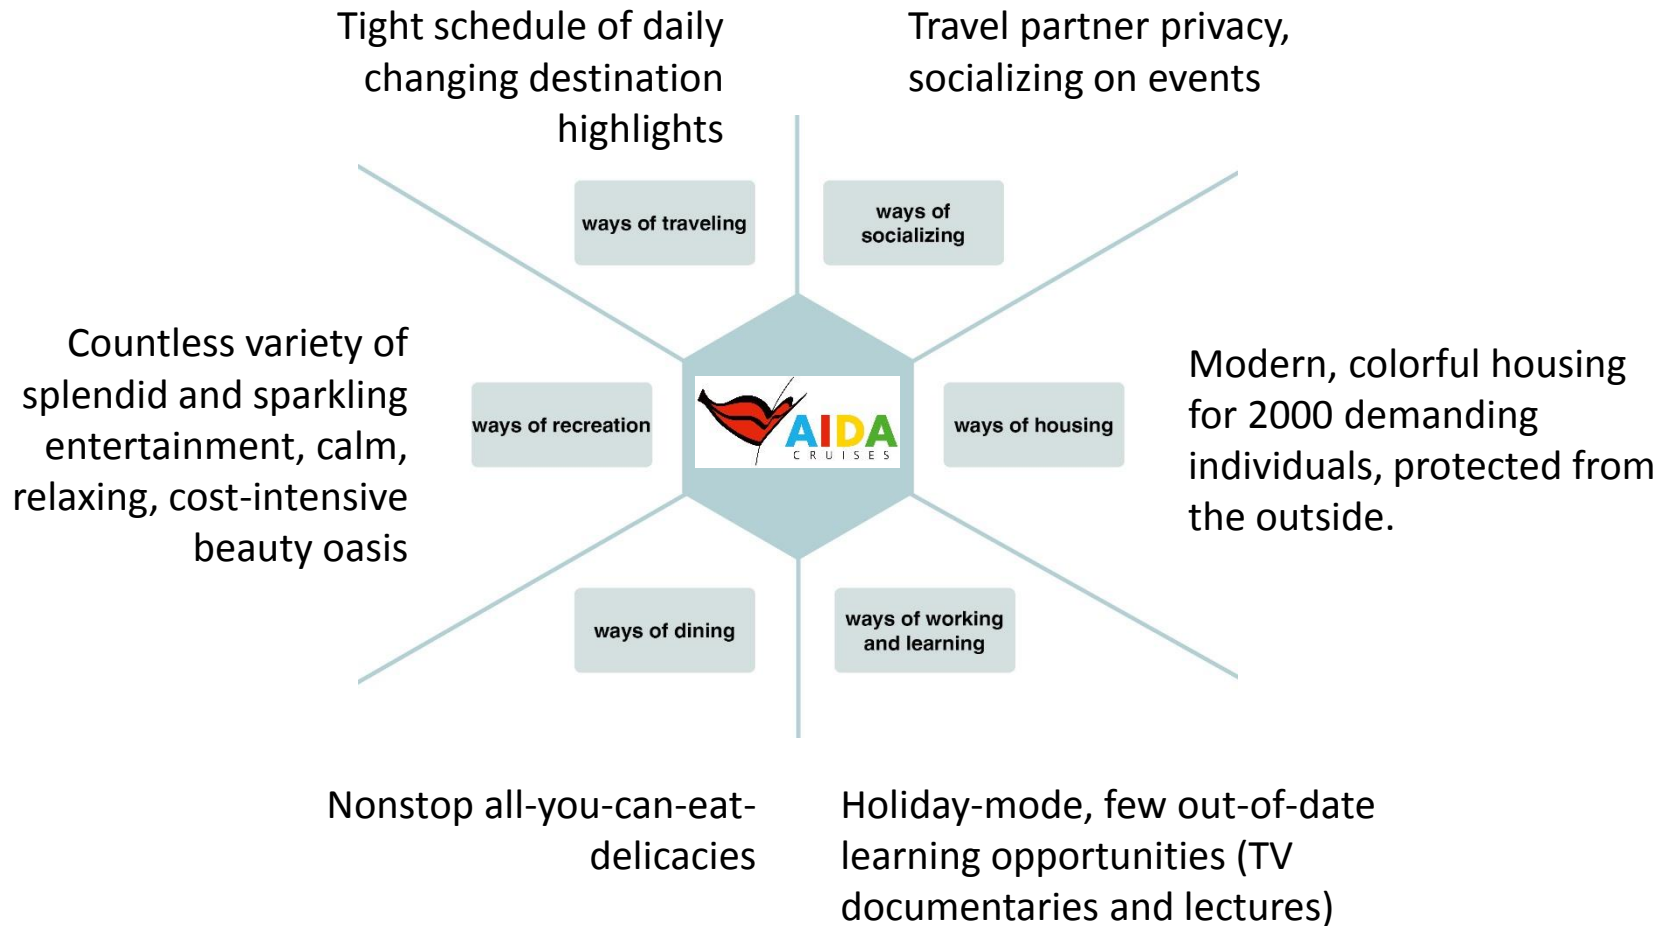 Tight schedule of daily
changing destination
highlights
Travel partner privacy,
socializing on events
ways of traveling
ways of
socializing
Countless variety of
splendid and sparkling
entertainment, calm,
relaxing, cost-intensive
beauty oasis
ways of recreation
AIDA
CRUISES
ways of housing
Modern, colorful housing
for 2000 demanding
individuals, protected from
the outside.
ways of dining
ways of working
and learning
Nonstop all-you-can-eat-
delicacies
Holiday-mode, few out-of-date
learning opportunities (TV
documentaries and lectures)